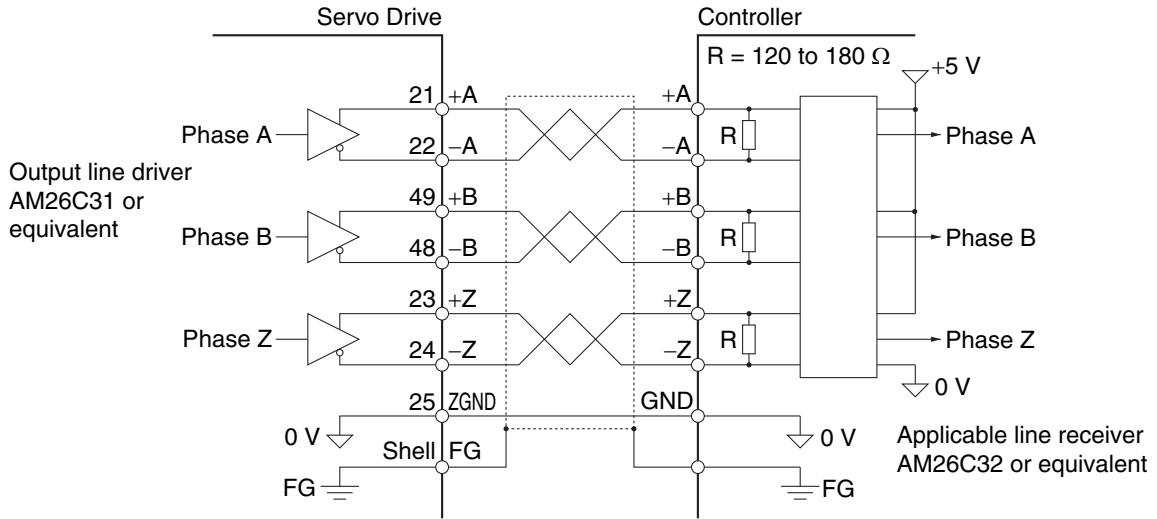 Servo Drive
Controller
R = 120 to 180 Ω
+5 V
21 +A
+A
Phase A
R
Phase A
22 −A
−A
Output line driver
AM26C31 or
equivalent
49 +B
+B
Phase B
R
Phase B
48 −B
−B
23 +Z
+Z
Phase Z
R
Phase Z
24 −Z
−Z
0 V
25 ZGND
GND
0 V
0 V
Applicable line receiver
AM26C32 or equivalent
Shell FG
FG
FG